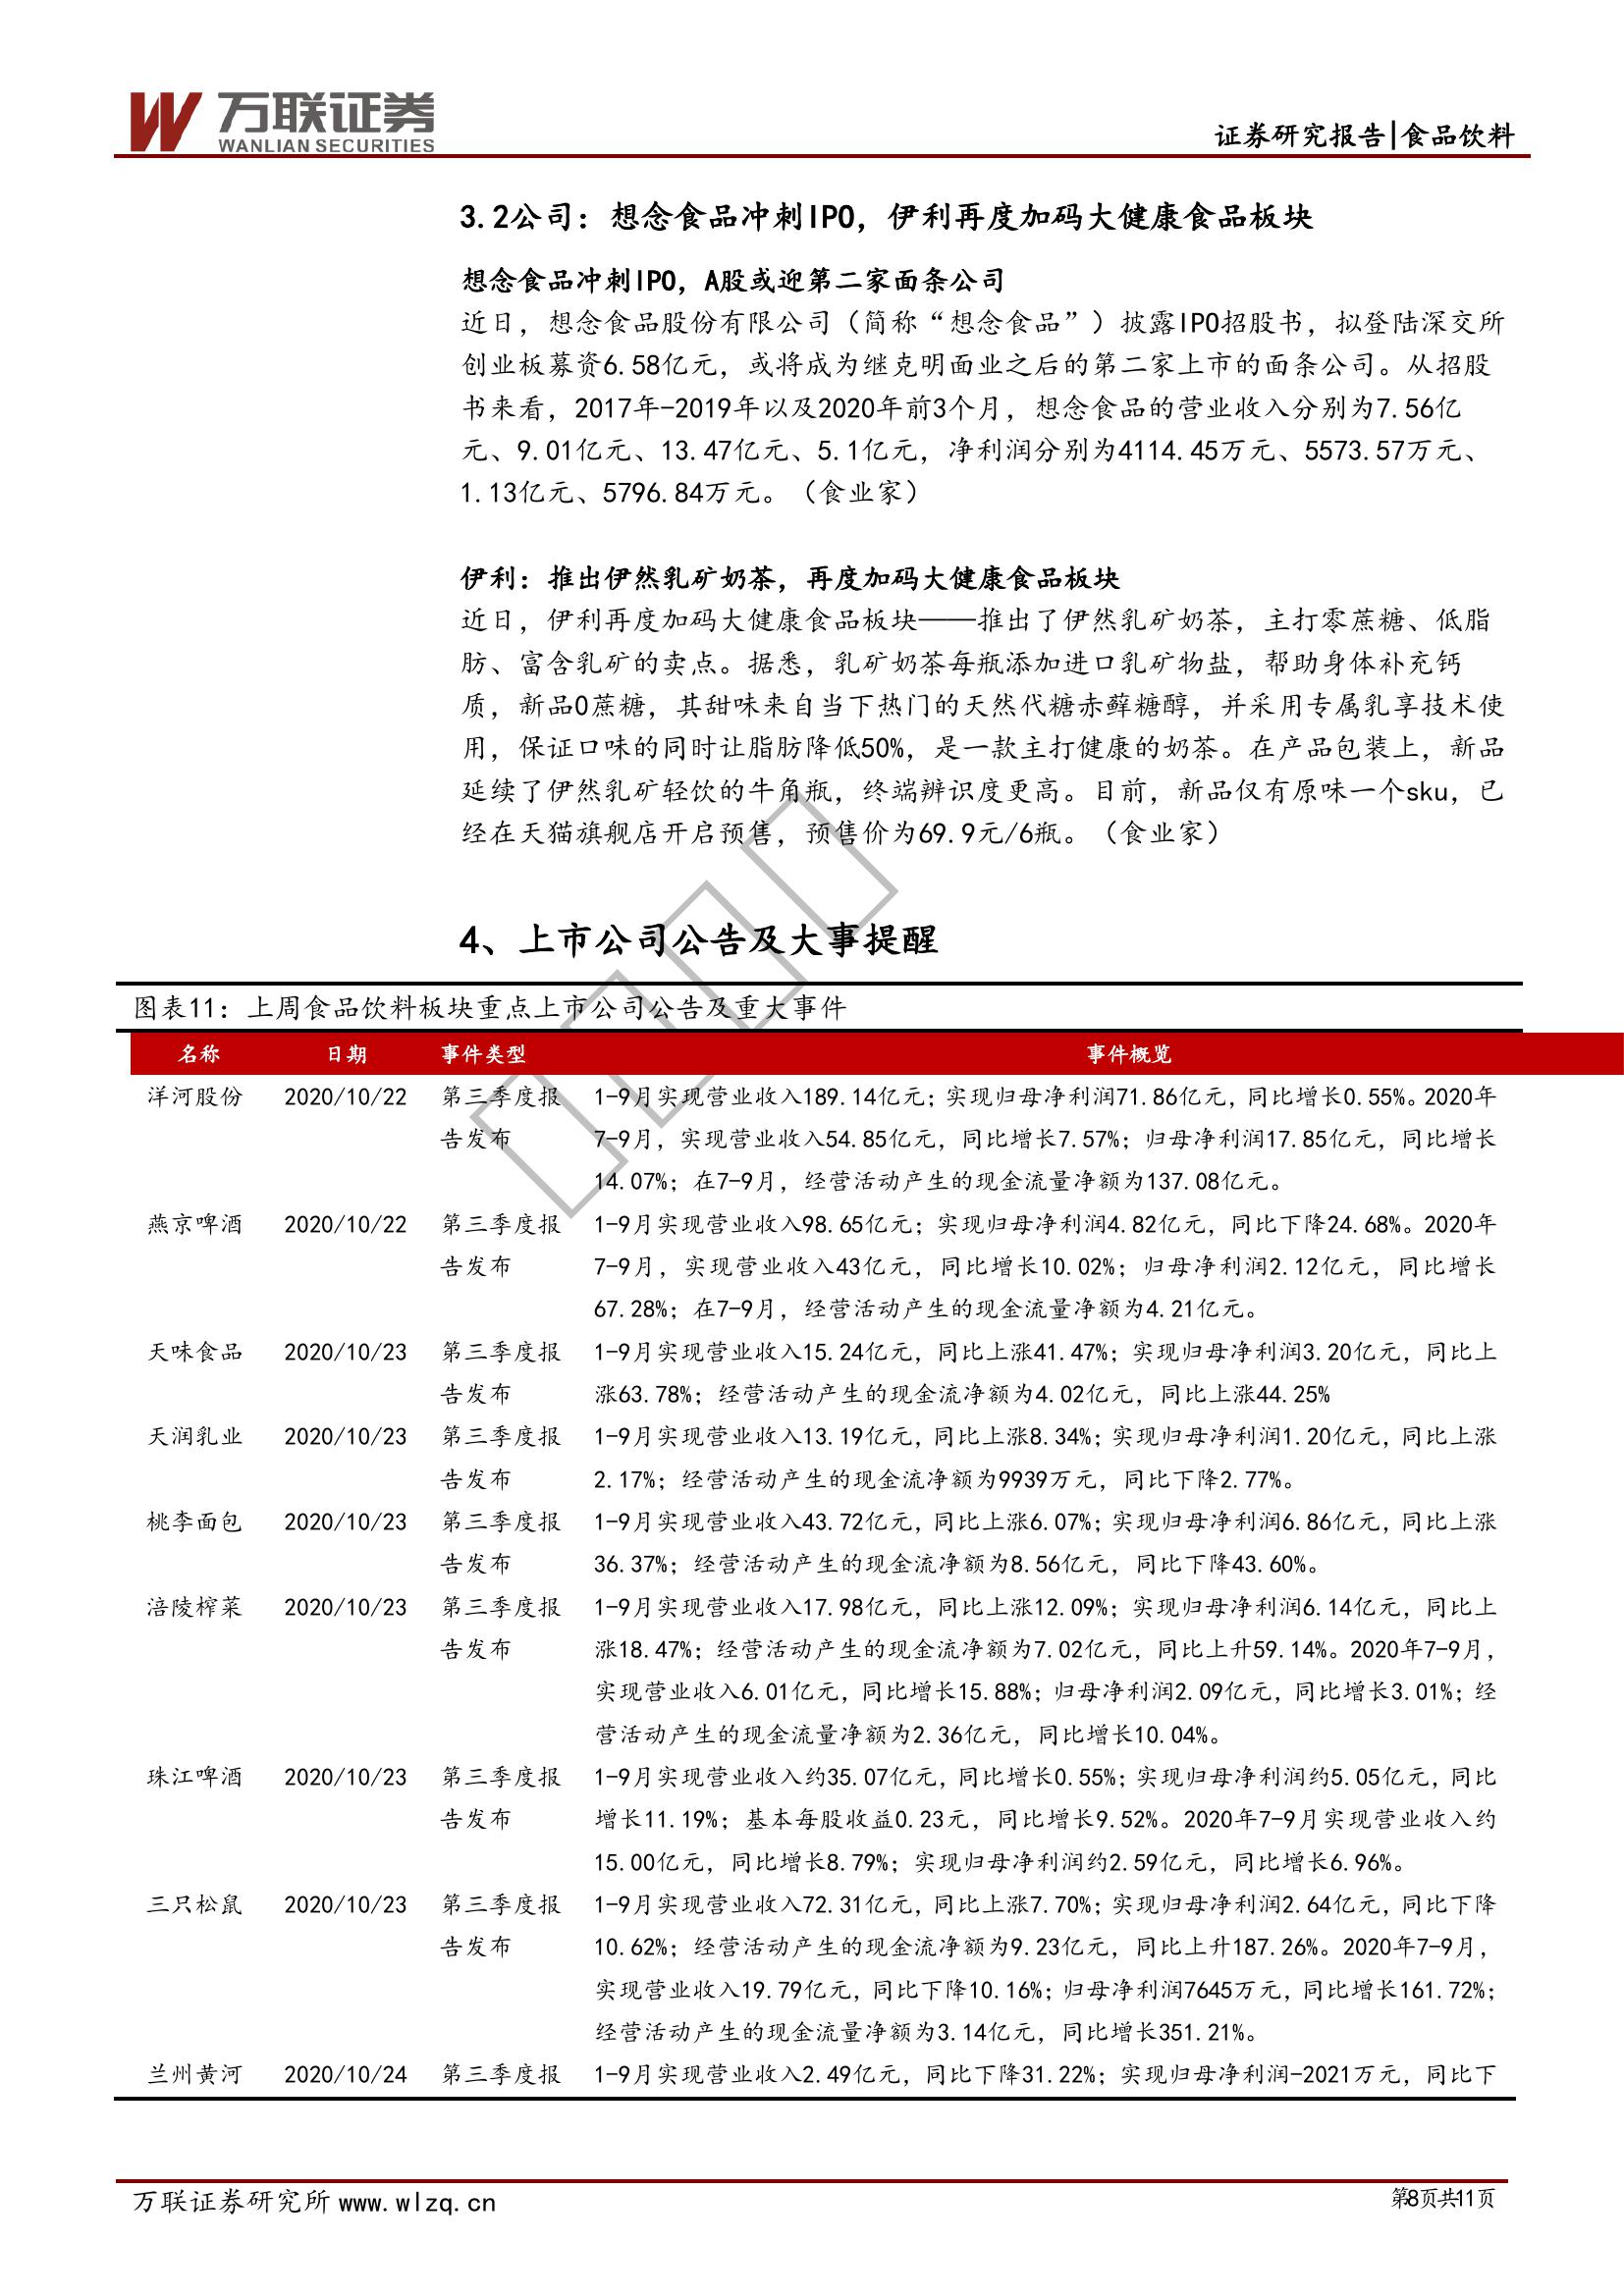 万联证券
WANLIAN SECURITIES
证券研究报告|食品饮料
3.2公司：想念食品冲刺IPO，伊利再度加码大健康食品板块
想念食品冲刺IPO，A股或迎第二家面条公司
近日，想念食品股份有限公司（简称“想念食品”）披露IPO招股书，拟登陆深交所
创业板募资6.58亿元，或将成为继克明面业之后的第二家上市的面条公司。从招股
书来看，2017年-2019年以及2020年前3个月，想念食品的营业收入分别为7.56亿
元、9.01亿元、13.47亿元、5.1亿元，净利润分别为4114.45万元、5573.57万元、
1.13亿元、5796.84万元。（食业家）
伊利：推出伊然乳矿奶茶，再度加码大健康食品板块
近日，伊利再度加码大健康食品板块——推出了伊然乳矿奶茶，主打零蔗糖、低脂
肪、富含乳矿的卖点。据悉，乳矿奶茶每瓶添加进口乳矿物盐，帮助身体补充钙
质，新品0蔗糖，其甜味来自当下热门的天然代糖赤藓糖醇，并采用专属乳享技术使
用，保证口味的同时让脂肪降低50%，是一款主打健康的奶茶。在产品包装上，新品
延续了伊然乳矿轻饮的牛角瓶，终端辨识度更高。目前，新品仅有原味一个sku，已
经在天猫旗舰店开启预售，预售价为69.9元/6瓶。（食业家）
4、上市公司公告及大事提醒
图表11：上周食品饮料板块重点上市公司公告及重大事件
名称 日期 事件类型 事件概览
洋河股份 2020/10/22 第三季度报 1-9月实现营业收入189.14亿元；实现归母净利润71.86亿元，同比增长0.55%。2020年
告发布 7-9月，实现营业收入54.85亿元，同比增长7.57%；归母净利润17.85亿元，同比增长
14.07%；在7-9月，经营活动产生的现金流量净额为137.08亿元。
燕京啤酒 2020/10/22 第三季度报 1-9月实现营业收入98.65亿元；实现归母净利润4.82亿元，同比下降24.68%。2020年
告发布 7-9月，实现营业收入43亿元，同比增长10.02%；归母净利润2.12亿元，同比增长
67.28%；在7-9月，经营活动产生的现金流量净额为4.21亿元。
天味食品 2020/10/23 第三季度报 1-9月实现营业收入15.24亿元，同比上涨41.47%；实现归母净利润3.20亿元，同比上
告发布 涨63.78%；经营活动产生的现金流净额为4.02亿元，同比上涨44.25%
天润乳业 2020/10/23 第三季度报 1-9月实现营业收入13.19亿元，同比上涨8.34%；实现归母净利润1.20亿元，同比上涨
告发布 2.17%；经营活动产生的现金流净额为9939万元，同比下降2.77%。
桃李面包 2020/10/23 第三季度报 1-9月实现营业收入43.72亿元，同比上涨6.07%；实现归母净利润6.86亿元，同比上涨
告发布 36.37%；经营活动产生的现金流净额为8.56亿元，同比下降43.60%。
涪陵榨菜 2020/10/23 第三季度报 1-9月实现营业收入17.98亿元，同比上涨12.09%；实现归母净利润6.14亿元，同比上
告发布 涨18.47%；经营活动产生的现金流净额为7.02亿元，同比上升59.14%。2020年7-9月，
实现营业收入6.01亿元，同比增长15.88%；归母净利润2.09亿元，同比增长3.01%；经
营活动产生的现金流量净额为2.36亿元，同比增长10.04%。
珠江啤酒 2020/10/23 第三季度报 1-9月实现营业收入约35.07亿元，同比增长0.55%；实现归母净利润约5.05亿元，同比
告发布 增长11.19%；基本每股收益0.23元，同比增长9.52%。2020年7-9月实现营业收入约
15.00亿元，同比增长8.79%；实现归母净利润约2.59亿元，同比增长6.96%。
三只松鼠 2020/10/23 第三季度报 1-9月实现营业收入72.31亿元，同比上涨7.70%；实现归母净利润2.64亿元，同比下降
告发布 10.62%；经营活动产生的现金流净额为9.23亿元，同比上升187.26%。2020年7-9月，
实现营业收入19.79亿元，同比下降10.16%；归母净利润7645万元，同比增长161.72%；
经营活动产生的现金流量净额为3.14亿元，同比增长351.21%。
兰州黄河 2020/10/24 第三季度报 1-9月实现营业收入2.49亿元，同比下降31.22%；实现归母净利润-2021万元，同比下
万联证券研究所 www.wlzq.cn
第8页共11页